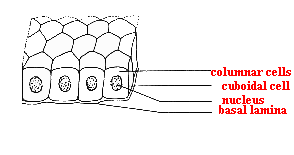 columnar cells
cuboidal cell
nucleus
basal lamina